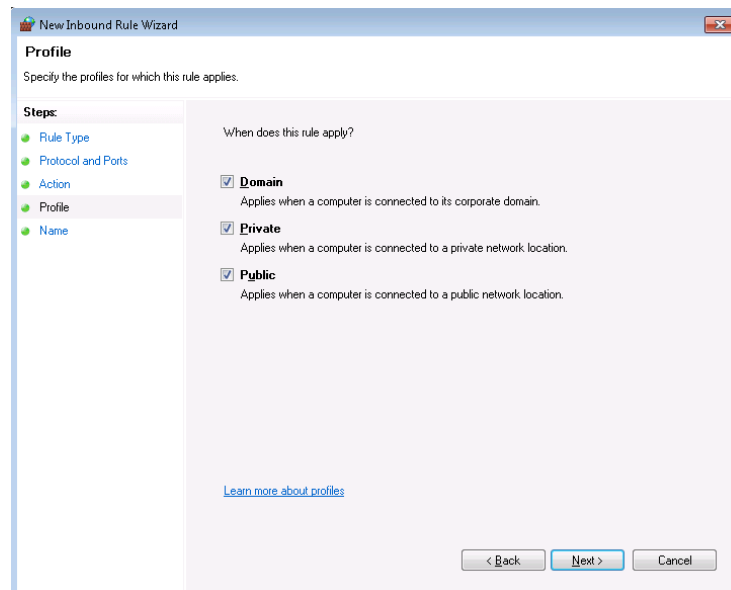 New Inbound Rule Wizard
Profile
Specify the profiles for which this rule applies.
Steps:
Rule Type
Protocol and Ports
Action
Profile
Name
When does this rule apply?
Domain
Applies when a computer is connected to its corporate domain.
Private
Applies when a computer is connected to a private network location.
Public
Applies when a computer is connected to a public network location.
Learn more about profiles
< Back
Next >
Cancel